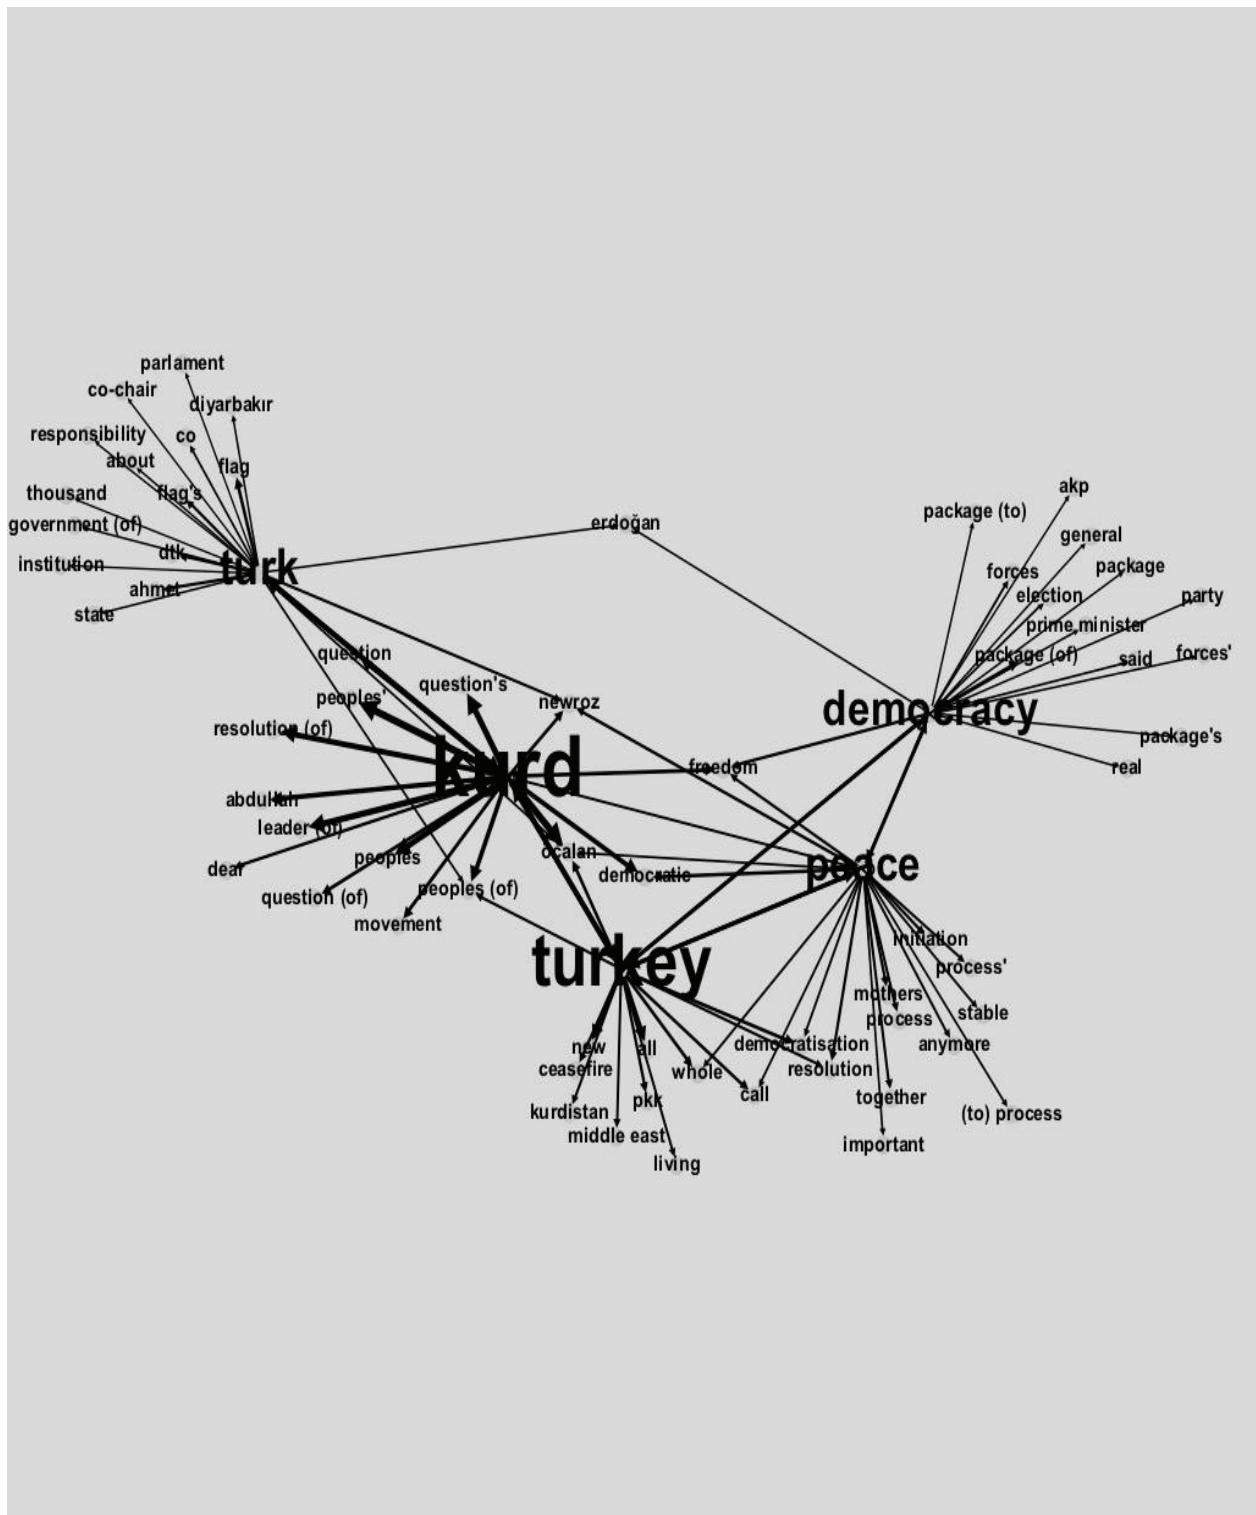 parlament
co-chair
diyarbakır
responsibility
co
about
flag
thousand
flag's
government (of)
dtk
institution
turk
ahmet
state
erdoğan
akp
package (to)
general
forces
package
election
party
prime minister
package (of)
said
forces'
democracy
package's
real
question
question's
peoples'
newroz
resolution (of)
kurd
freedom
abdullah
leader (of)
ocalan
peoples
dear
democratic
peace
question (of)
peoples (of)
movement
initiation
turkey
process'
mothers
stable
process
new
all
democratisation
anymore
ceasefire
whole
resolution
call
pkk
together
kurdistan
(to) process
middle east
important
living